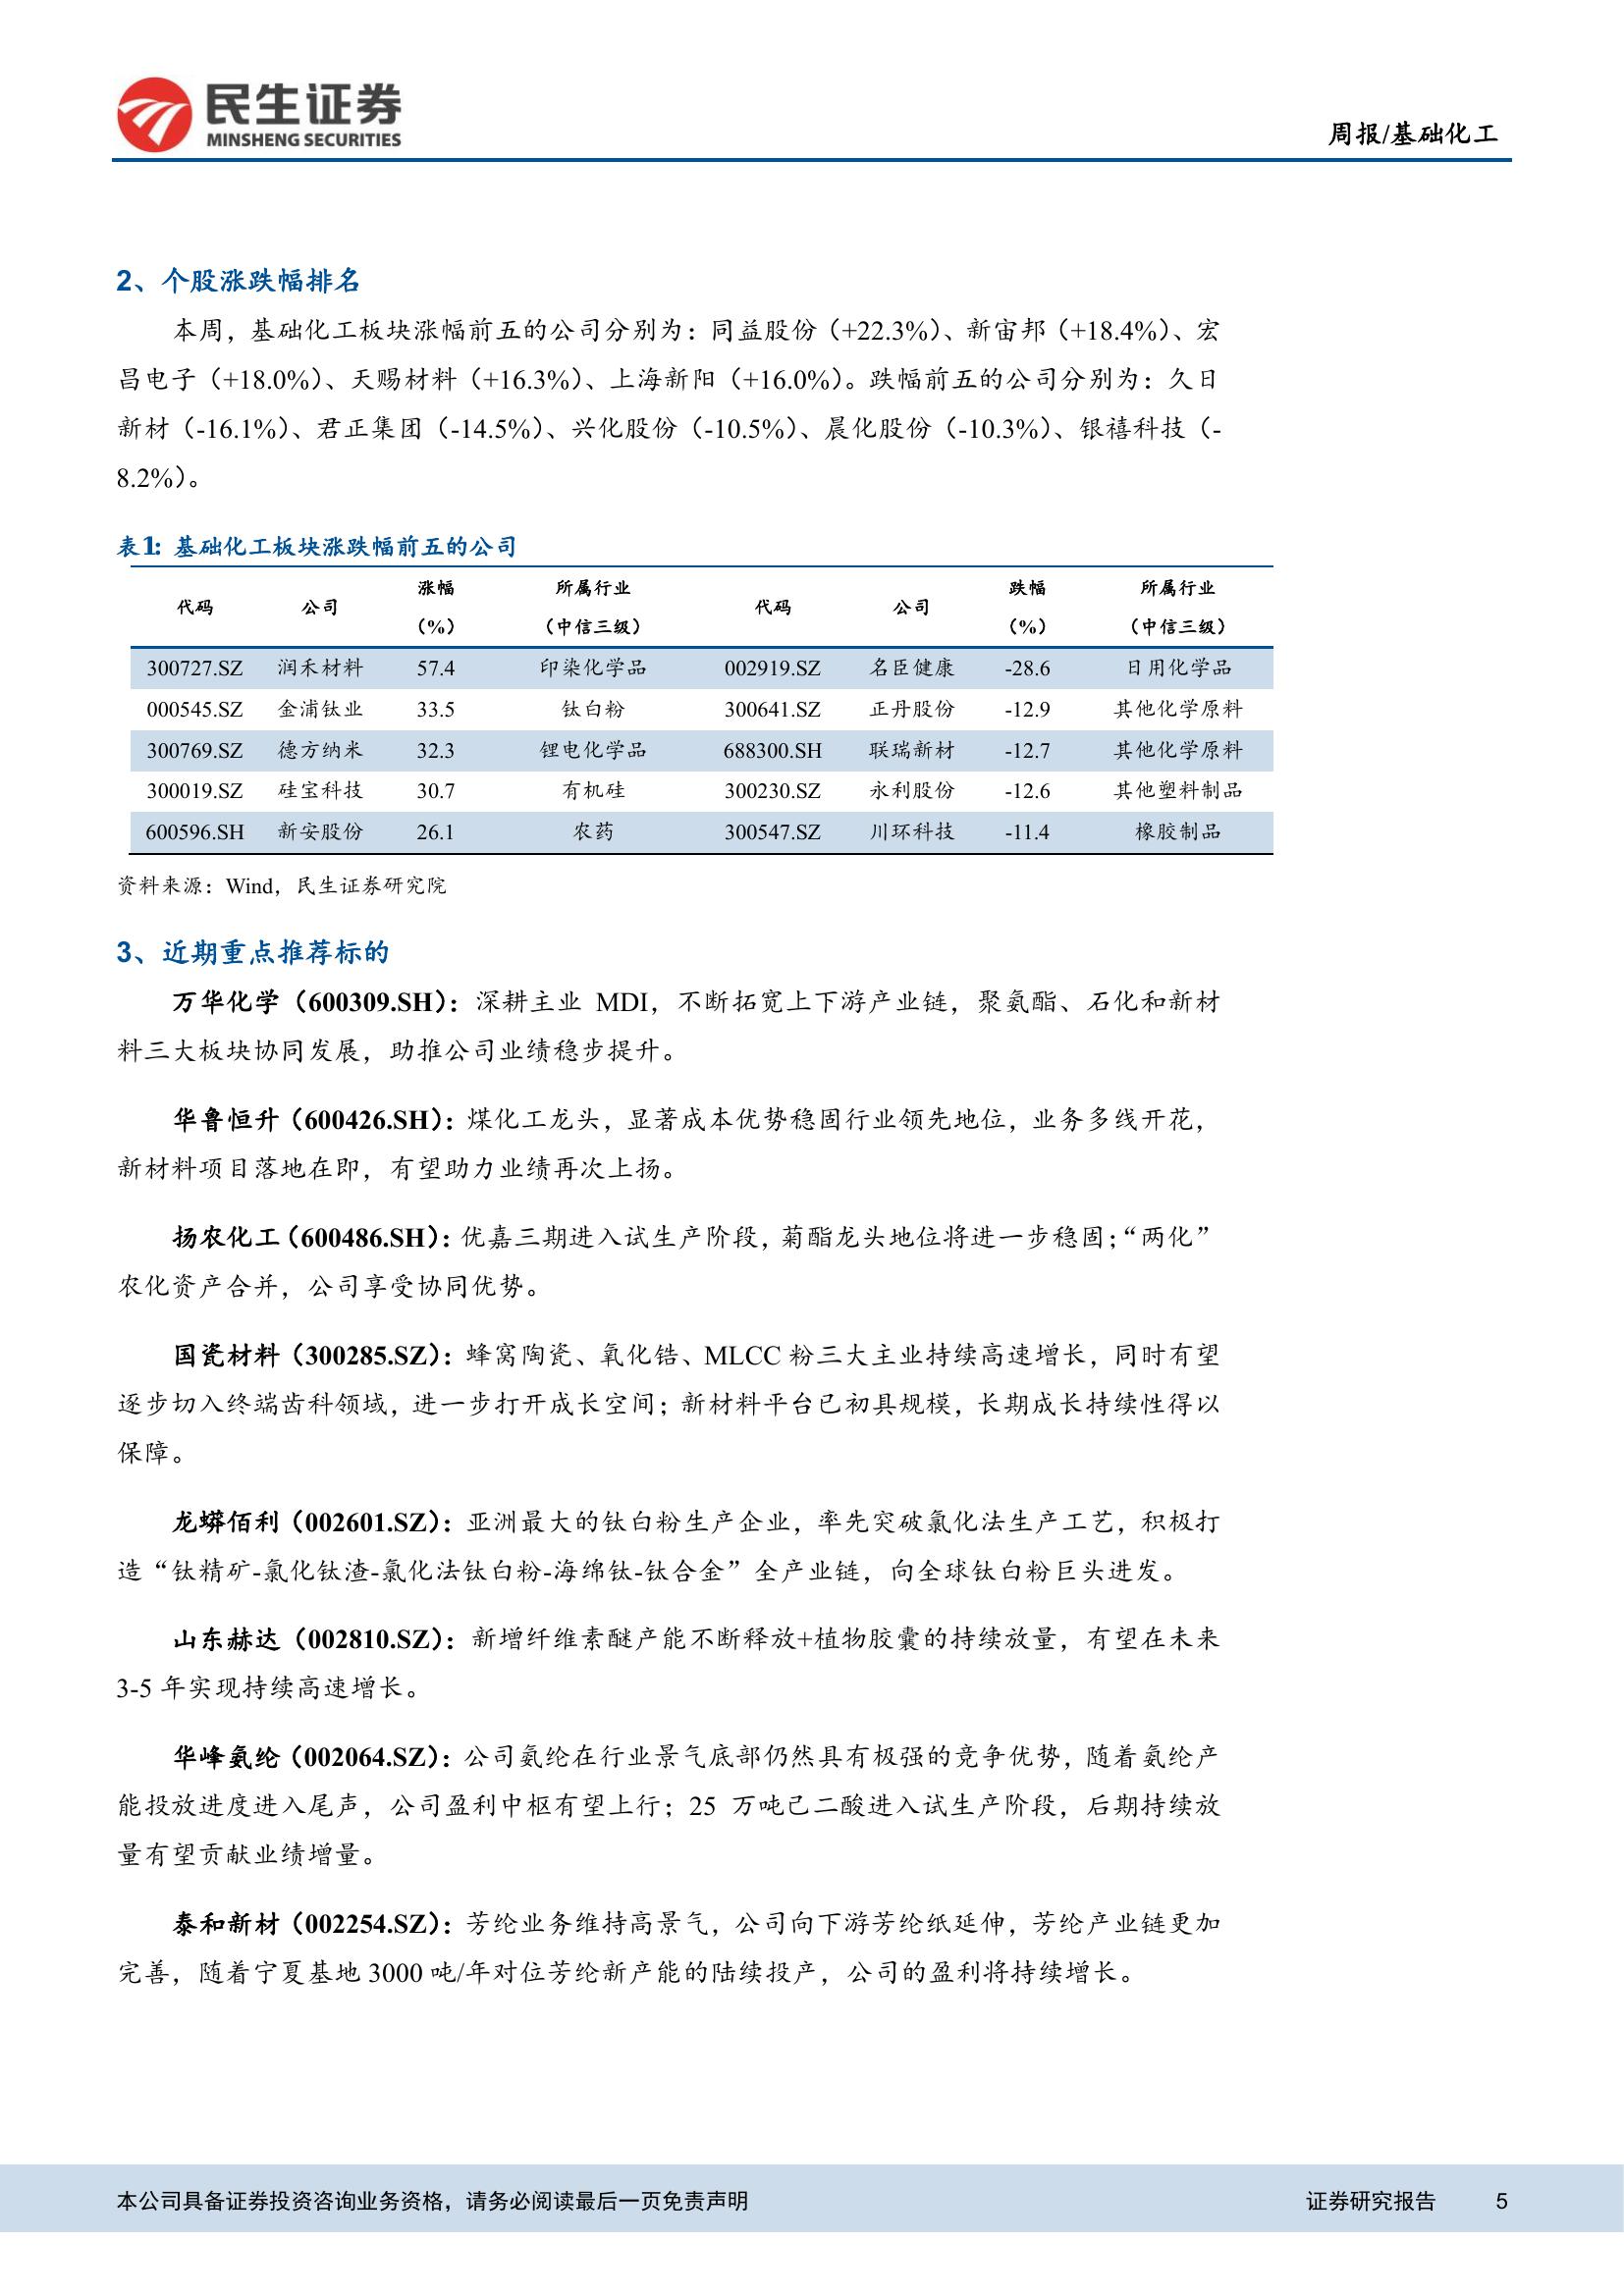 民生证券
MINSHENG SECURITIES
周报/基础化工
2、个股涨跌幅排名
本周，基础化工板块涨幅前五的公司分别为：同益股份（+22.3%）、新宙邦（+18.4%）、宏
昌电子（+18.0%）、天赐材料（+16.3%）、上海新阳（+16.0%）。跌幅前五的公司分别为：久日
新材（-16.1%）、君正集团（-14.5%）、兴化股份（-10.5%）、晨化股份（-10.3%）、银禧科技（-
8.2%）。
表1：基础化工板块涨跌幅前五的公司
代码 公司 涨幅（%） 所属行业（中信三级） 代码 公司 跌幅（%） 所属行业（中信三级）
300727.SZ 润禾材料 57.4 印染化学品 002919.SZ 名臣健康 -28.6 日用化学品
000545.SZ 金浦钛业 33.5 钛白粉 300641.SZ 正丹股份 -12.9 其他化学原料
300769.SZ 德方纳米 32.3 锂电化学品 688300.SH 联瑞新材 -12.7 其他化学原料
300019.SZ 硅宝科技 30.7 有机硅 300230.SZ 永利股份 -12.6 其他塑料制品
600596.SH 新安股份 26.1 农药 300547.SZ 川环科技 -11.4 橡胶制品
资料来源：Wind，民生证券研究院
3、近期重点推荐标的
万华化学（600309.SH）：深耕主业 MDI，不断拓宽上下游产业链，聚氨酯、石化和新材
料三大板块协同发展，助推公司业绩稳步提升。
华鲁恒升（600426.SH）：煤化工龙头，显著成本优势稳固行业领先地位，业务多线开花，
新材料项目落地在即，有望助力业绩再次上扬。
扬农化工（600486.SH）：优嘉三期进入试生产阶段，菊酯龙头地位将进一步稳固；“两化”
农化资产合并，公司享受协同优势。
国瓷材料（300285.SZ）：蜂窝陶瓷、氧化锆、MLCC 粉三大主业持续高速增长，同时有望
逐步切入终端齿科领域，进一步打开成长空间；新材料平台已初具规模，长期成长持续性得以
保障。
龙蟒佰利（002601.SZ）：亚洲最大的钛白粉生产企业，率先突破氯化法生产工艺，积极打
造“钛精矿-氯化钛渣-氯化法钛白粉-海绵钛-钛合金”全产业链，向全球钛白粉巨头进发。
山东赫达（002810.SZ）：新增纤维素醚产能不断释放+植物胶囊的持续放量，有望在未来
3-5 年实现持续高速增长。
华峰氨纶（002064.SZ）：公司氨纶在行业景气底部仍然具有极强的竞争优势，随着氨纶产
能投放进度进入尾声，公司盈利中枢有望上行；25 万吨己二酸进入试生产阶段，后期持续放
量有望贡献业绩增量。
泰和新材（002254.SZ）：芳纶业务维持高景气，公司向下游芳纶纸延伸，芳纶产业链更加
完善，随着宁夏基地 3000 吨/年对位芳纶新产能的陆续投产，公司的盈利将持续增长。
本公司具备证券投资咨询业务资格，请务必阅读最后一页免责声明 证券研究报告 5